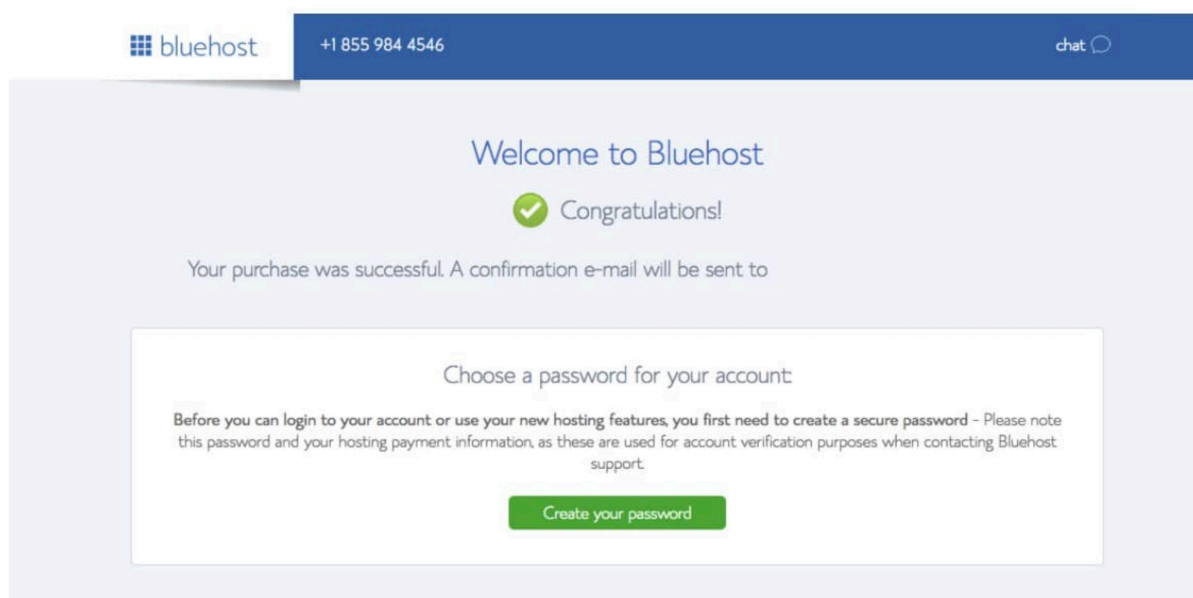 bluehost
+1 855 984 4546
chat
Welcome to Bluehost
Congratulations!
Your purchase was successful. A confirmation e-mail will be sent to
Choose a password for your account:
Before you can login to your account or use your new hosting features, you first need to create a secure password - Please note
this password and your hosting payment information, as these are used for account verification purposes when contacting Bluehost
support.
Create your password